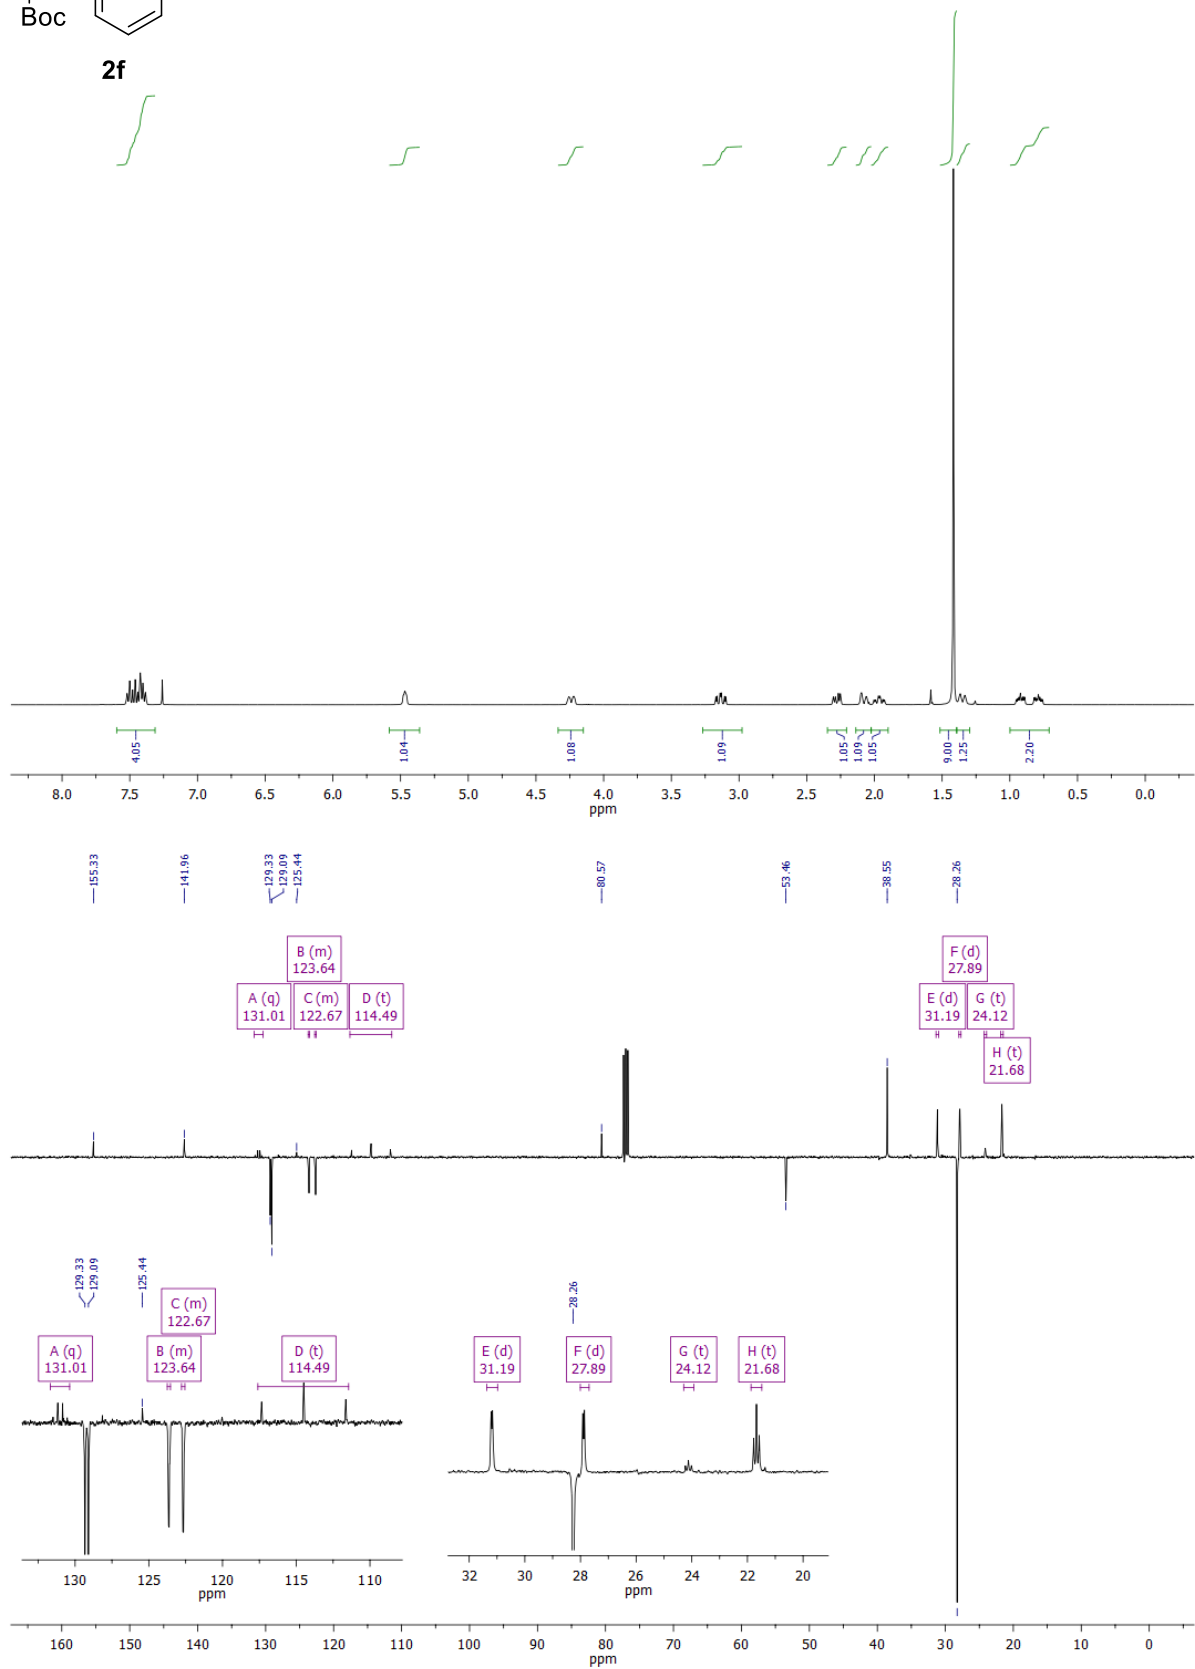 Boc
2f
4.05
1.04
1.08
1.09
1.05
1.09
1.05
9.00
1.25
2.20
8.0 7.5 7.0 6.5 6.0 5.5 5.0 4.5 4.0 3.5 3.0 2.5 2.0 1.5 1.0 0.5 0.0
ppm
155.33
141.96
129.33
129.09
125.44
80.57
53.46
38.55
28.26
B (m)
123.64
F (d)
27.89
A (q)
131.01
C (m)
122.67
D (t)
114.49
E (d)
31.19
G (t)
24.12
H (t)
21.68
129.33
129.09
125.44
28.26
C (m)
122.67
A (q)
131.01
B (m)
123.64
D (t)
114.49
E (d)
31.19
F (d)
27.89
G (t)
24.12
H (t)
21.68
130 125 120 115 110
ppm
32 30 28 26 24 22 20
ppm
160 150 140 130 120 110 100 90 80 70 60 50 40 30 20 10 0
ppm